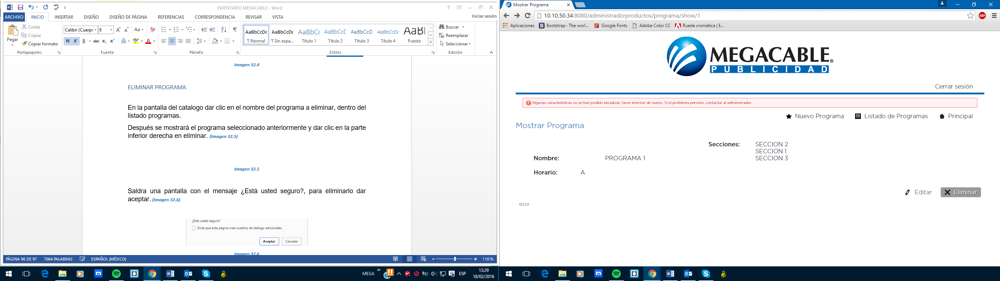 INVENTARIO MEGACABLE - Word
ARCHIVO INICIO INSERTAR DISEÑO DISEÑO DE PÁGINA REFERENCIAS CORRESPONDENCIA REVISAR VISTA Iniciar sesión
Pegar
Cortar
Copiar
Copiar formato
Portapapeles
Calibri (Cuerp 9
N K S abc x₂ x²
Fuente
Párrafo
AaBbCcDc AaBbCcDc AaBbC AaBbCcE AaBbCcD AaBbCcDc AaBl
¶ Normal ¶ Sin espa... Título 1 Título 2 Título 3 Título 4 Puesto
Estilos
Buscar
Reemplazar
Seleccionar
Edición
Imagen 32.4
ELIMINAR PROGRAMA
En la pantalla del catalogo dar clic en el nombre del programa a eliminar, dentro del
listado programas.
Después se mostrará el programa seleccionado anteriormente y dar clic en la parte
inferior derecha en eliminar. (Imagen 32.5)
Imagen 32.5
Saldra una pantalla con el mensaje ¿Está usted seguro?, para eliminarlo dar
aceptar. (Imagen 32.6)
¿Está usted seguro?
Evita que esta página cree cuadros de diálogo adicionales.
Aceptar Cancelar
Imagen 32.6
PÁGINA 96 DE 97 7064 PALABRAS ESPAÑOL (MÉXICO) 110 %
MEGA ESP 13:29
18/02/2016
Mostrar Programa
10.10.50.34:8080/administradorproductos/programa/show/1
ABP
Aplicaciones Bootstrap · The worl... Google Fonts Adobe Color CC Rueda cromática | E...
MEGACABLE®
PUBLICIDAD
Cerrar sesión
Algunas características no se han podido inicializar, favor intentar de nuevo. Si el problema persiste, contactar al administrador.
Nuevo Programa Listado de Programas Principal
Mostrar Programa
Secciones: SECCION 2
SECCION 1
Nombre: PROGRAMA 1 SECCION 3
Horario: A
Editar Eliminar
0.1.23